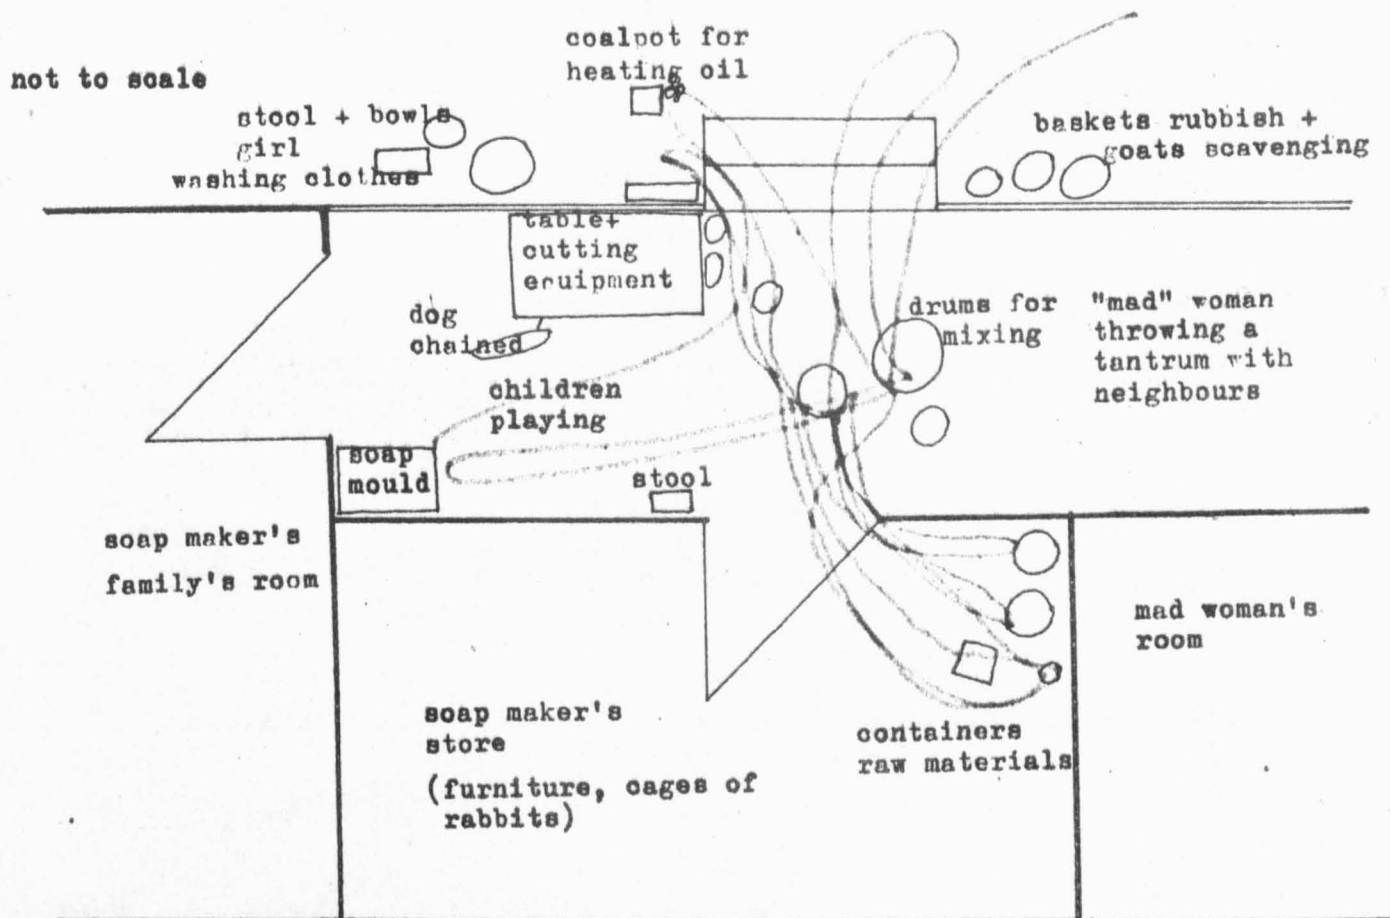 not to scale
coalpot for
heating oil
stool + bowls
girl
washing clothes
baskets rubbish +
goats scavenging
table+
cutting
equipment
dog
chained
drums for
mixing
"mad" woman
throwing a
tantrum with
neighbours
children
playing
soap
mould
stool
soap maker's
family's room
mad woman's
room
soap maker's
store
(furniture, cages of
rabbits)
containers
raw materials